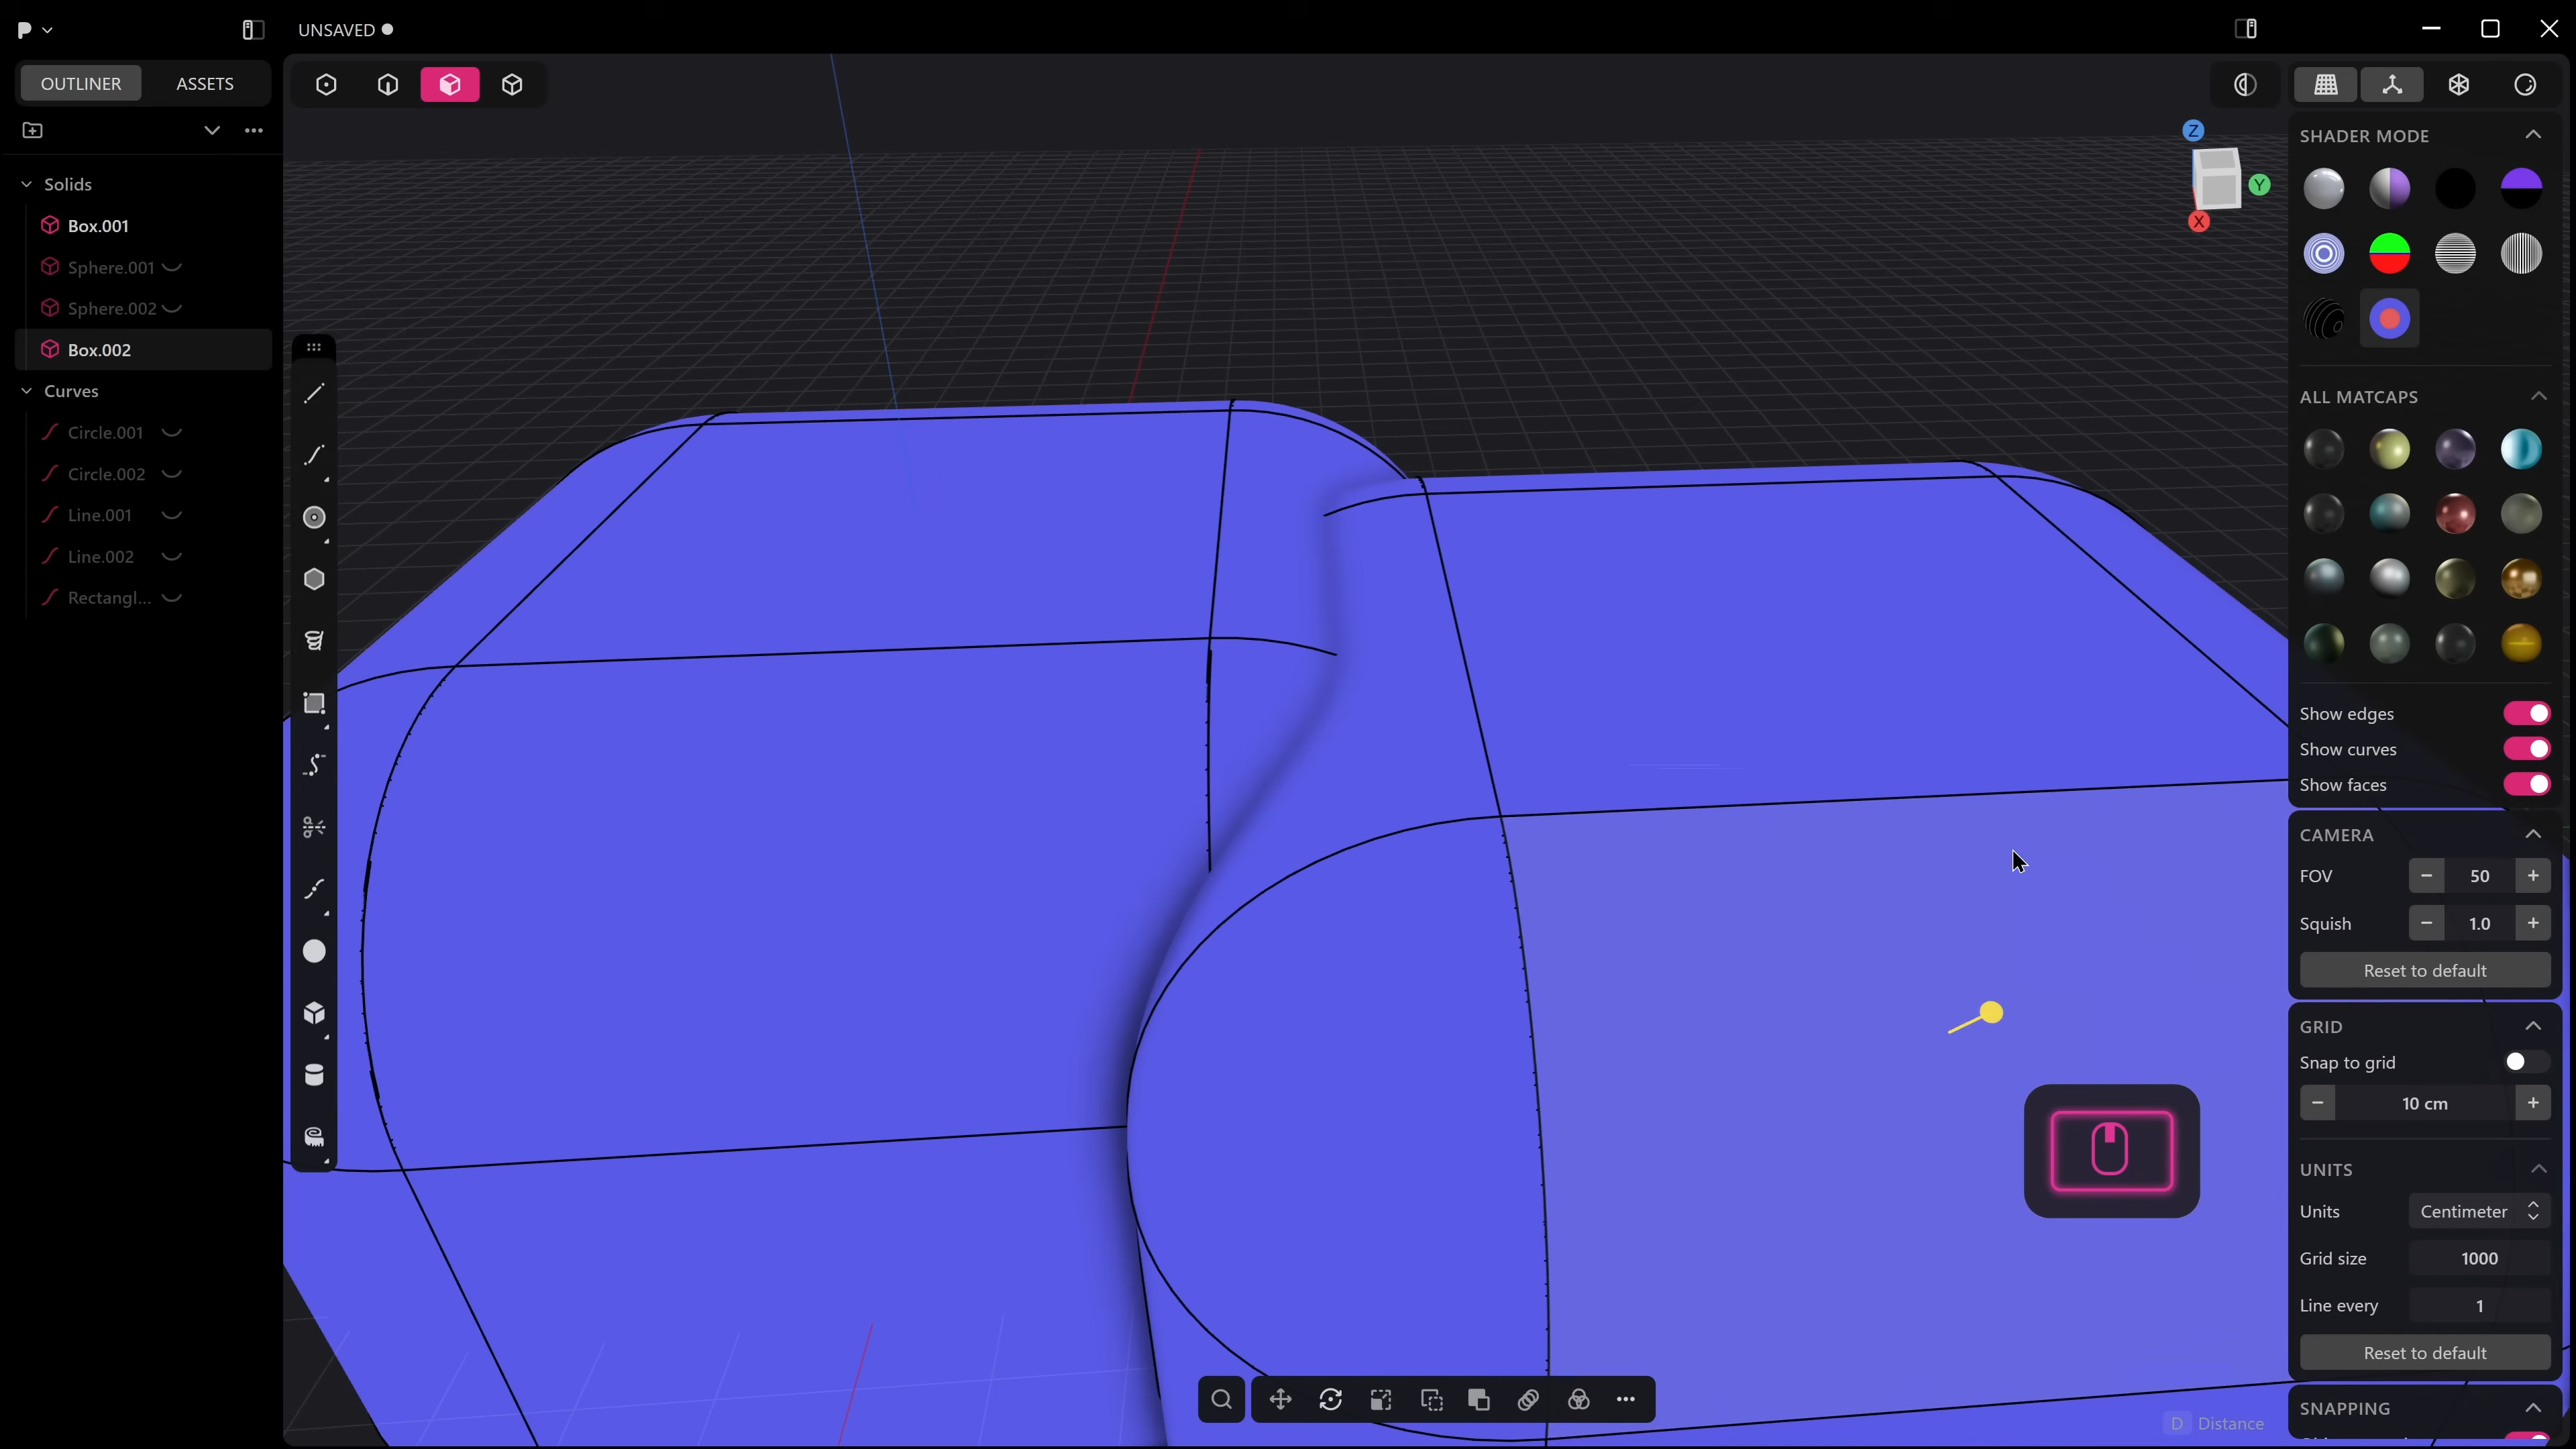 UNSAVED
OUTLINER ASSETS
Solids
Box.001
Sphere.001
Sphere.002
Box.002
Curves
Circle.001
Circle.002
Line.001
Line.002
Rectangl...
Z
Y
X
SHADER MODE
ALL MATCAPS
Show edges
Show curves
Show faces
CAMERA
FOV − 50 +
Squish − 1.0 +
Reset to default
GRID
Snap to grid
− 10 cm +
UNITS
Units Centimeter
Grid size 1000
Line every 1
Reset to default
SNAPPING
D Distance